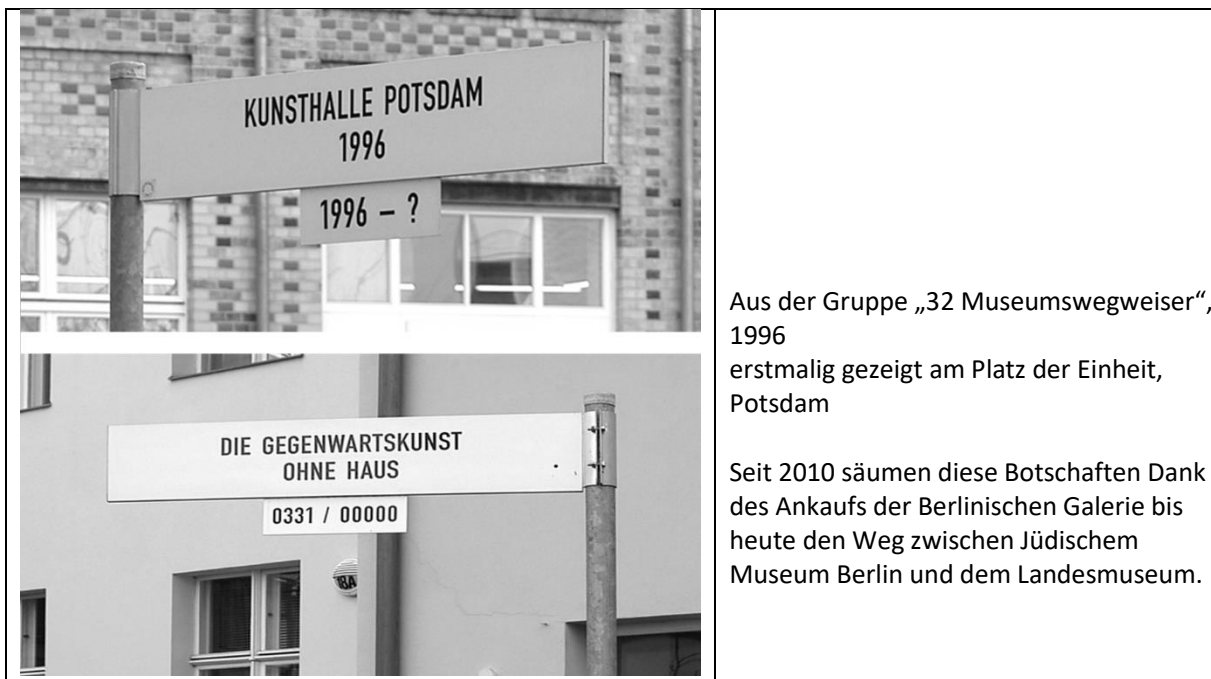 KUNSTHALLE POTSDAM
1996
1996 – ?
DIE GEGENWARTSKUNST
OHNE HAUS
0331 / 00000
Aus der Gruppe „32 Museumswegweiser“,
1996
erstmalig gezeigt am Platz der Einheit,
Potsdam
Seit 2010 säumen diese Botschaften Dank
des Ankaufs der Berlinischen Galerie bis
heute den Weg zwischen Jüdischem
Museum Berlin und dem Landesmuseum.